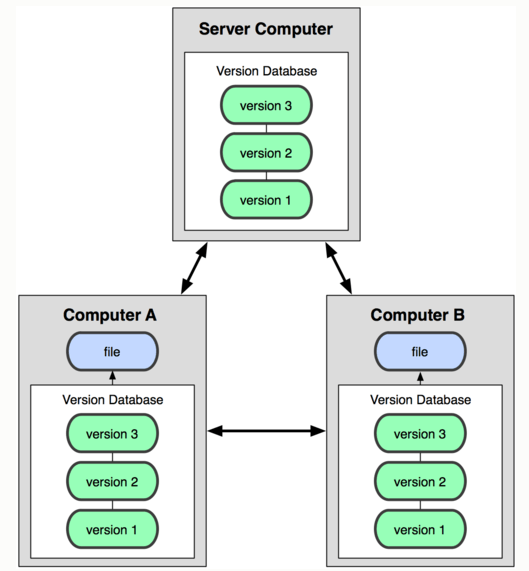 Server Computer
Version Database
version 3
version 2
version 1
Computer A
file
Version Database
version 3
version 2
version 1
Computer B
file
Version Database
version 3
version 2
version 1